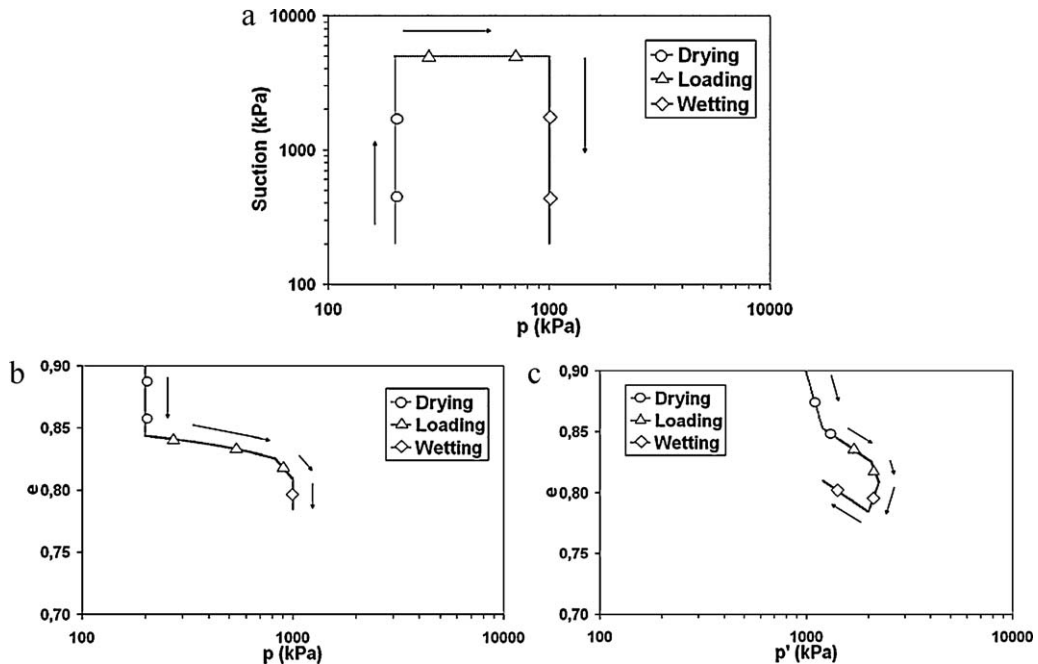 a
10000
1000
100
Suction (kPa)
Drying
Loading
Wetting
100
1000
10000
p (kPa)
b
0,90
0,85
0,80
0,75
0,70
e
Drying
Loading
Wetting
100
1000
10000
p (kPa)
c
0,90
0,85
0,80
0,75
0,70
e
Drying
Loading
Wetting
100
1000
10000
p' (kPa)